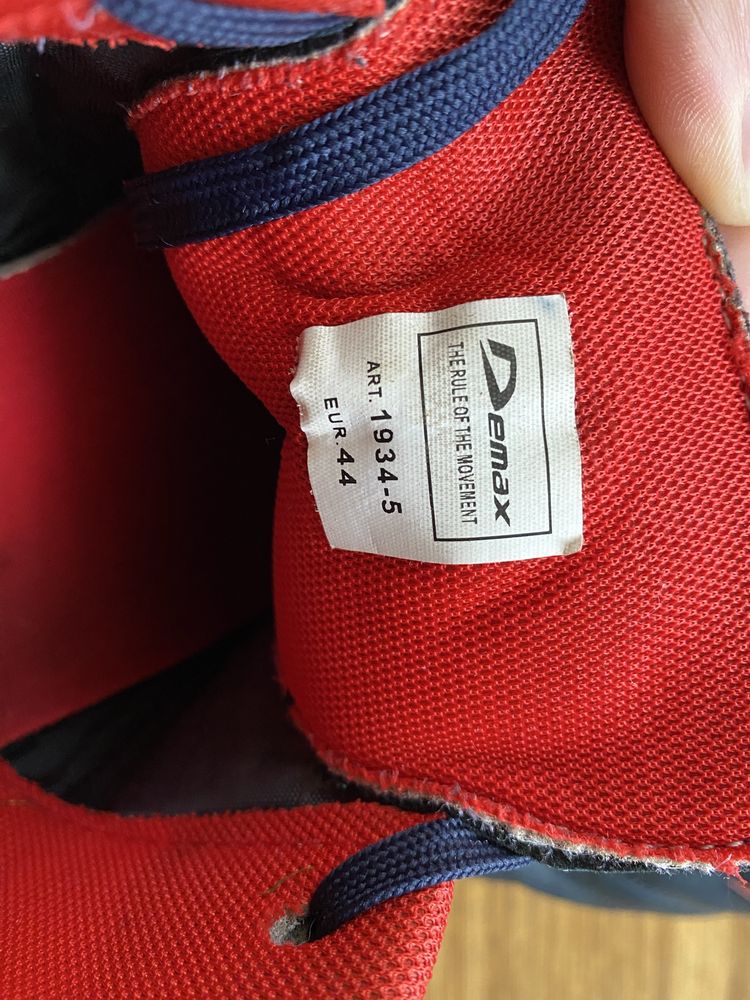 Demax
THE RULE OF THE MOVEMENT
ART. 1934-5
EUR. 44